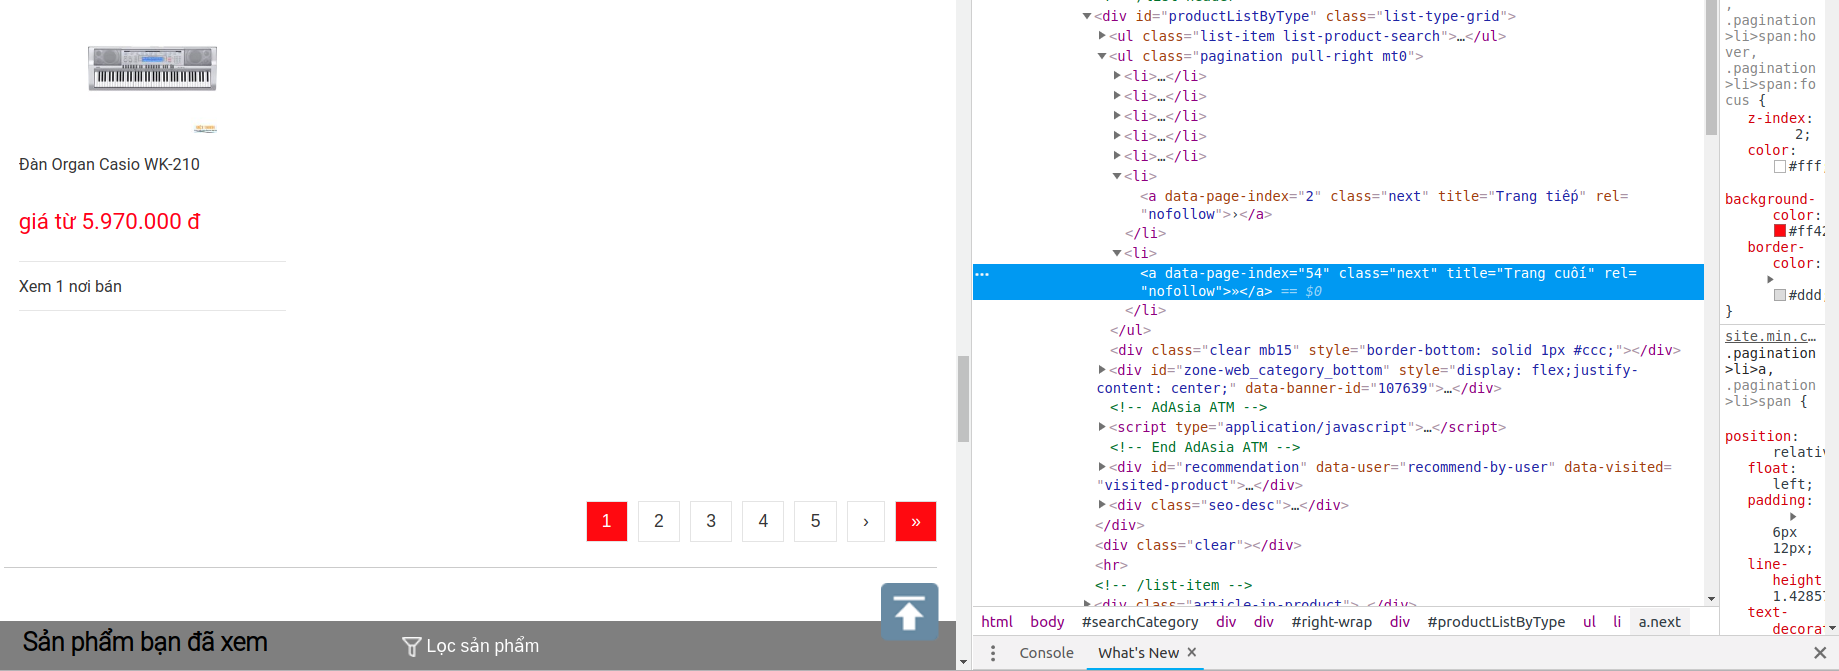 Đàn Organ Casio WK-210
giá từ 5.970.000 đ
Xem 1 nơi bán
1 2 3 4 5 › »
Sản phẩm bạn đã xem
Lọc sản phẩm
<div id="productListByType" class="list-type-grid">
<ul class="list-item list-product-search">…</ul>
<ul class="pagination pull-right mt0">
<li>…</li>
<li>…</li>
<li>…</li>
<li>…</li>
<li>…</li>
<li>
<a data-page-index="2" class="next" title="Trang tiếp" rel=
"nofollow">›</a>
</li>
<li>
<a data-page-index="54" class="next" title="Trang cuối" rel=
"nofollow">»</a> == $0
</li>
</ul>
<div class="clear mb15" style="border-bottom: solid 1px #ccc;"></div>
<div id="zone-web_category_bottom" style="display: flex;justify-
content: center;" data-banner-id="107639">…</div>
<!-- AdAsia ATM -->
<script type="application/javascript">…</script>
<!-- End AdAsia ATM -->
<div id="recommendation" data-user="recommend-by-user" data-visited=
"visited-product">…</div>
<div class="seo-desc">…</div>
</div>
<div class="clear"></div>
<hr>
<!-- /list-item -->
<div class="article-in-product">…</div>
html body #searchCategory div div #right-wrap div #productListByType ul li a.next
Console What's New ×
,
.pagination
>li>span:ho
ver,
.pagination
>li>span:fo
cus {
z-index:
2;
color:
#fff
background-
color:
#ff42
border-
color:
#ddd
}
site.min.c…
.pagination
>li>a,
.pagination
>li>span {
position:
relativ
float:
left;
padding:
6px
12px;
line-
height
1.4285
text-
decorat